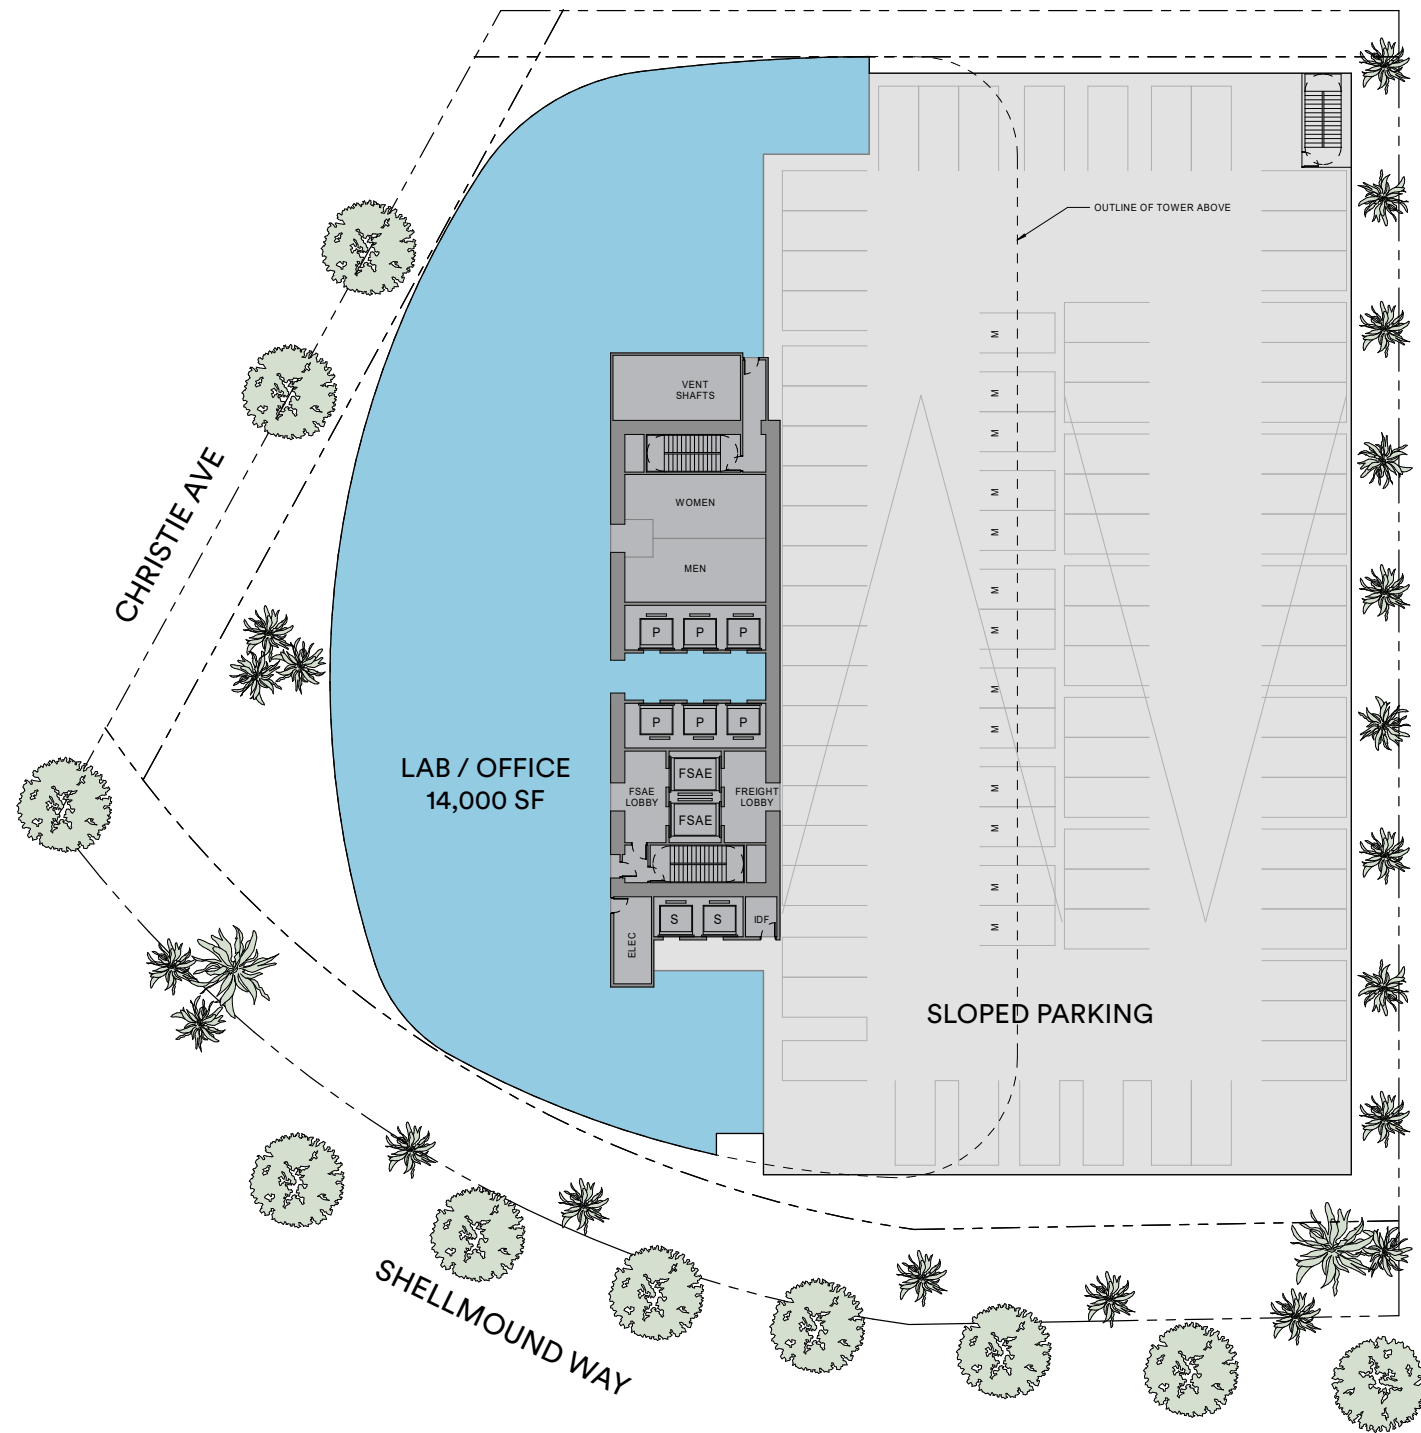 OUTLINE OF TOWER ABOVE
M
VENT
SHAFTS
M
M
CHRISTIE AVE
WOMEN
M
M
MEN
M
P P P
M
M
P P P
M
LAB / OFFICE
14,000 SF
FSAE
FSAE
LOBBY
FREIGHT
LOBBY
FSAE
M
M
M
S S
IDF
M
ELEC
SLOPED PARKING
SHELLMOUND WAY